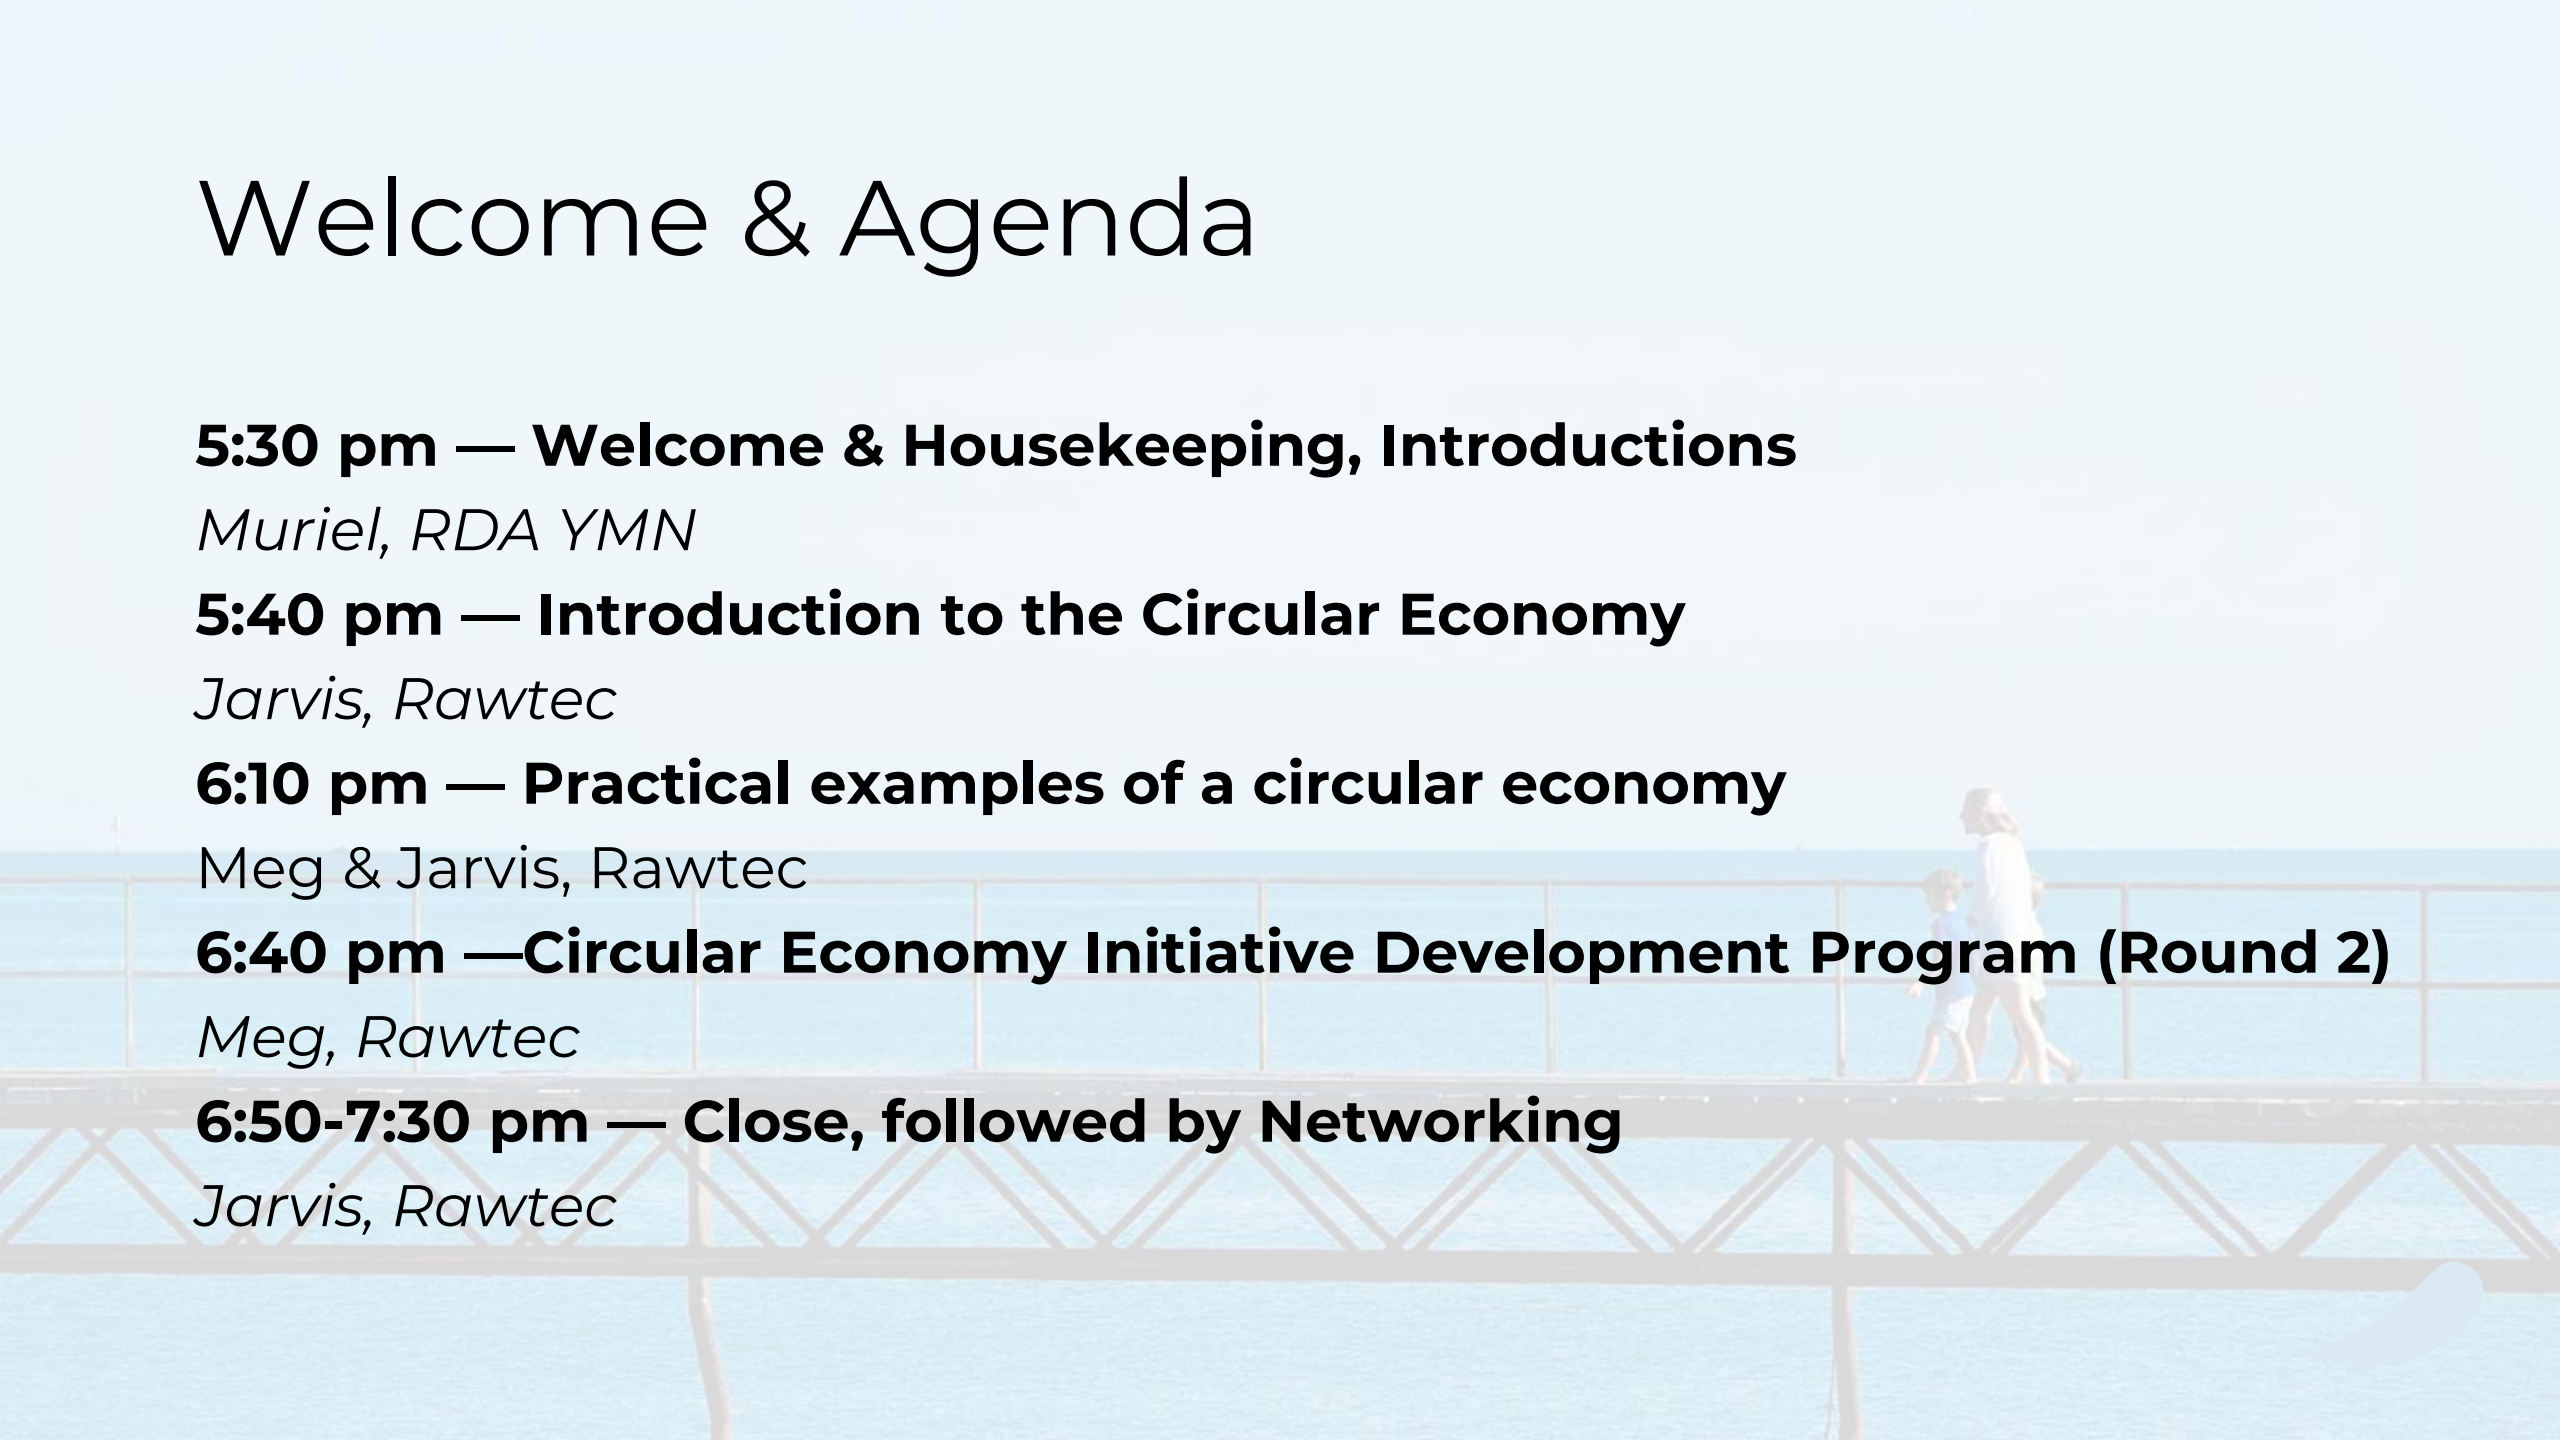 Welcome & Agenda
5:30 pm — Welcome & Housekeeping, Introductions
Muriel, RDA YMN
5:40 pm — Introduction to the Circular Economy
Jarvis, Rawtec
6:10 pm — Practical examples of a circular economy
Meg & Jarvis, Rawtec
6:40 pm —Circular Economy Initiative Development Program (Round 2)
Meg, Rawtec
6:50-7:30 pm — Close, followed by Networking
Jarvis, Rawtec